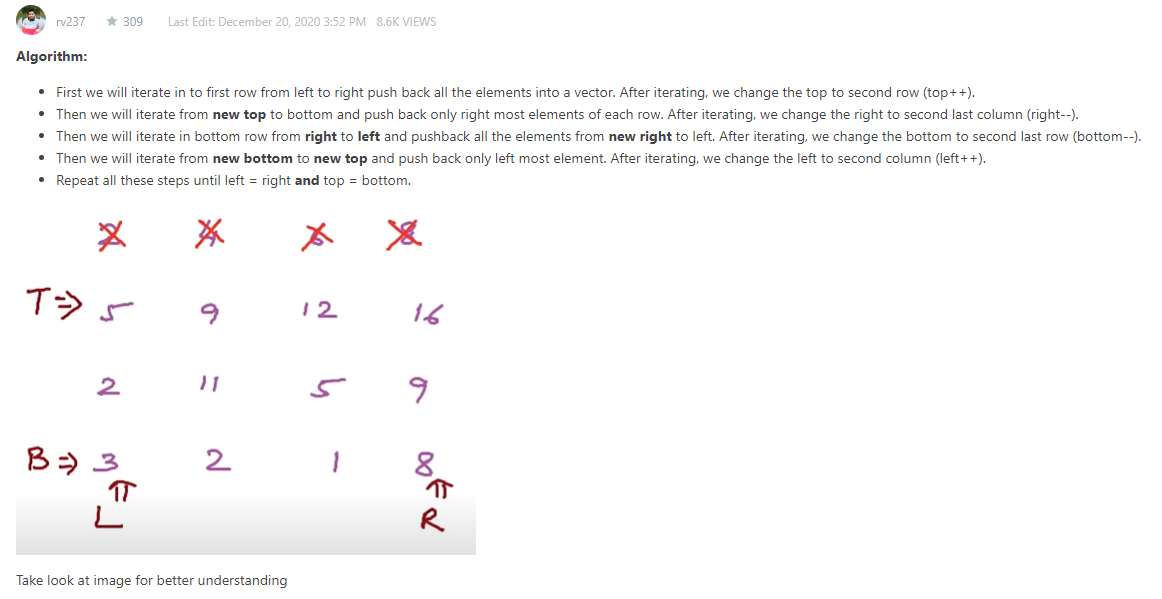 rv237 ★ 309 Last Edit: December 20, 2020 3:52 PM 8.6K VIEWS
Algorithm:
• First we will iterate in to first row from left to right push back all the elements into a vector. After iterating, we change the top to second row (top++).
• Then we will iterate from new top to bottom and push back only right most elements of each row. After iterating, we change the right to second last column (right--).
• Then we will iterate in bottom row from right to left and pushback all the elements from new right to left. After iterating, we change the bottom to second last row (bottom--).
• Then we will iterate from new bottom to new top and push back only left most element. After iterating, we change the left to second column (left++).
• Repeat all these steps until left = right and top = bottom.
2 4 6 8
T⇒ 5 9 12 16
2 11 5 9
B⇒ 3 2 1 8
L R
Take look at image for better understanding